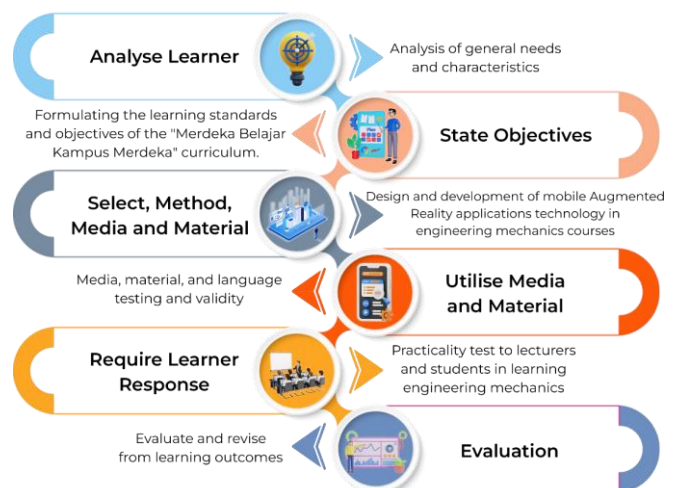 Analyse Learner
Analysis of general needs
and characteristics
Formulating the learning standards
and objectives of the "Merdeka Belajar
Kampus Merdeka" curriculum.
State Objectives
Select, Method,
Media and Material
Design and development of mobile Augmented
Reality applications technology in
engineering mechanics courses
Media, material, and language
testing and validity
Utilise Media
and Material
Require Learner
Response
Practicality test to lecturers
and students in learning
engineering mechanics
Evaluate and revise
from learning outcomes
Evaluation